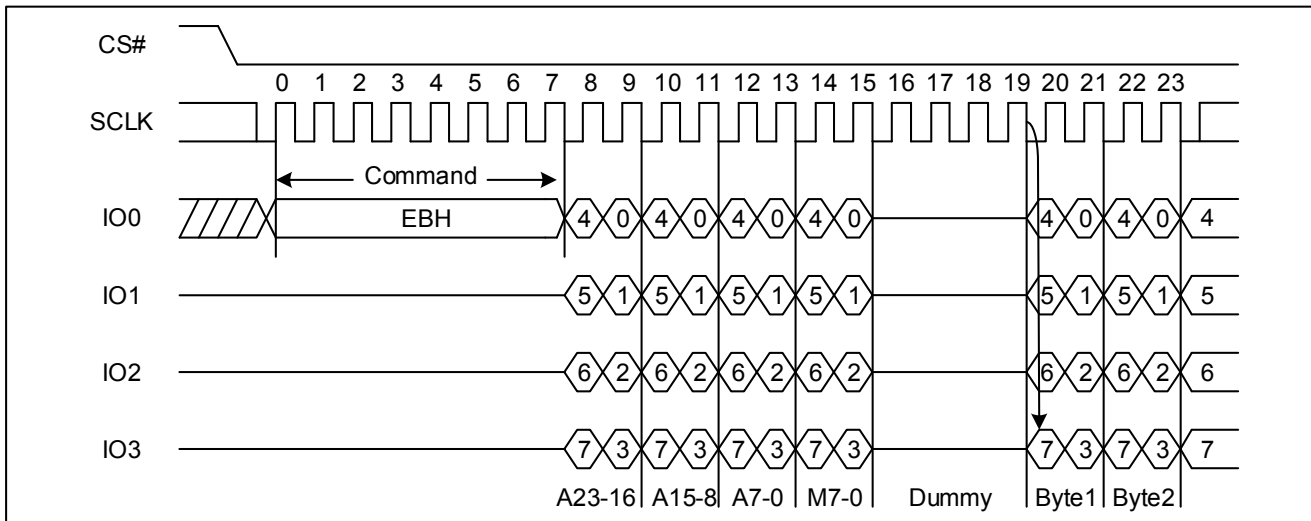 CS#
0 1 2 3 4 5 6 7 8 9 10 11 12 13 14 15 16 17 18 19 20 21 22 23
SCLK
Command
IO0 EBH 4 0 4 0 4 0 4 0 4 0 4 0 4
IO1 5 1 5 1 5 1 5 1 5 1 5 1 5
IO2 6 2 6 2 6 2 6 2 6 2 6 2 6
IO3 7 3 7 3 7 3 7 3 7 3 7 3 7
A23-16 A15-8 A7-0 M7-0 Dummy Byte1 Byte2